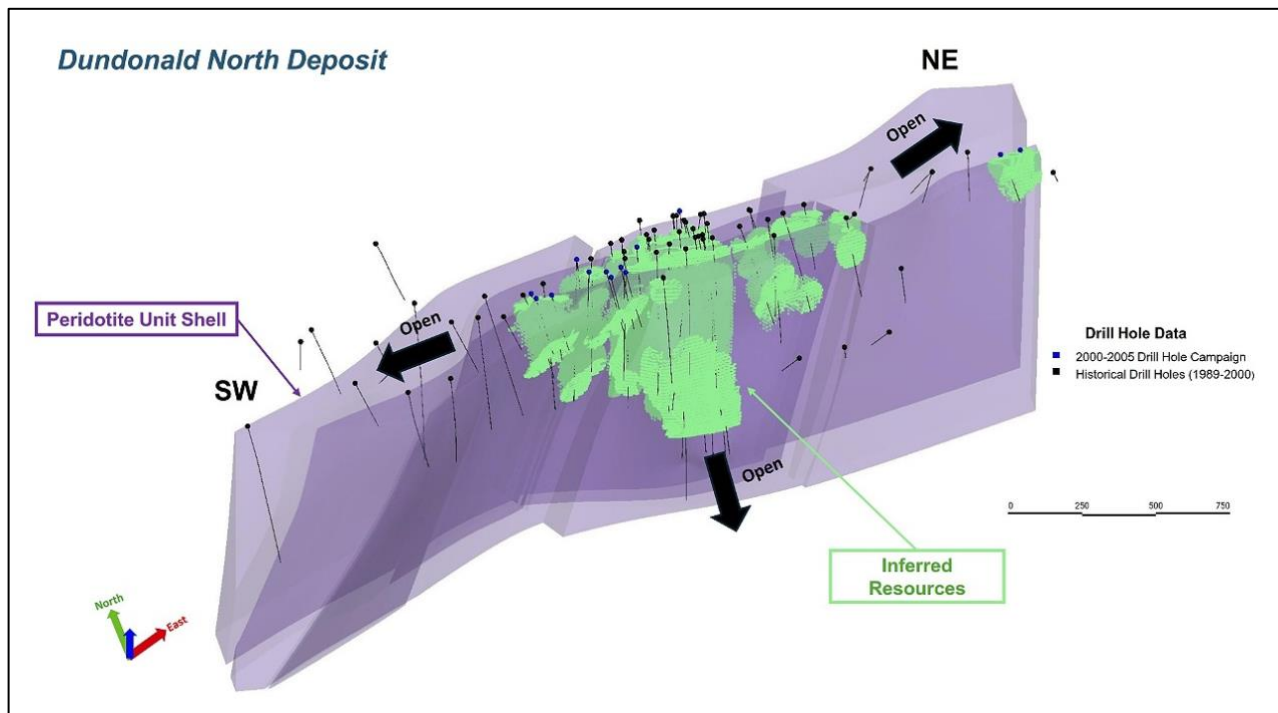 Dundonald North Deposit
NE
Open
Peridotite Unit Shell
Open
SW
Drill Hole Data
2000-2005 Drill Hole Campaign
Historical Drill Holes (1989-2000)
Open
0 250 500 750
Inferred
Resources
North
East